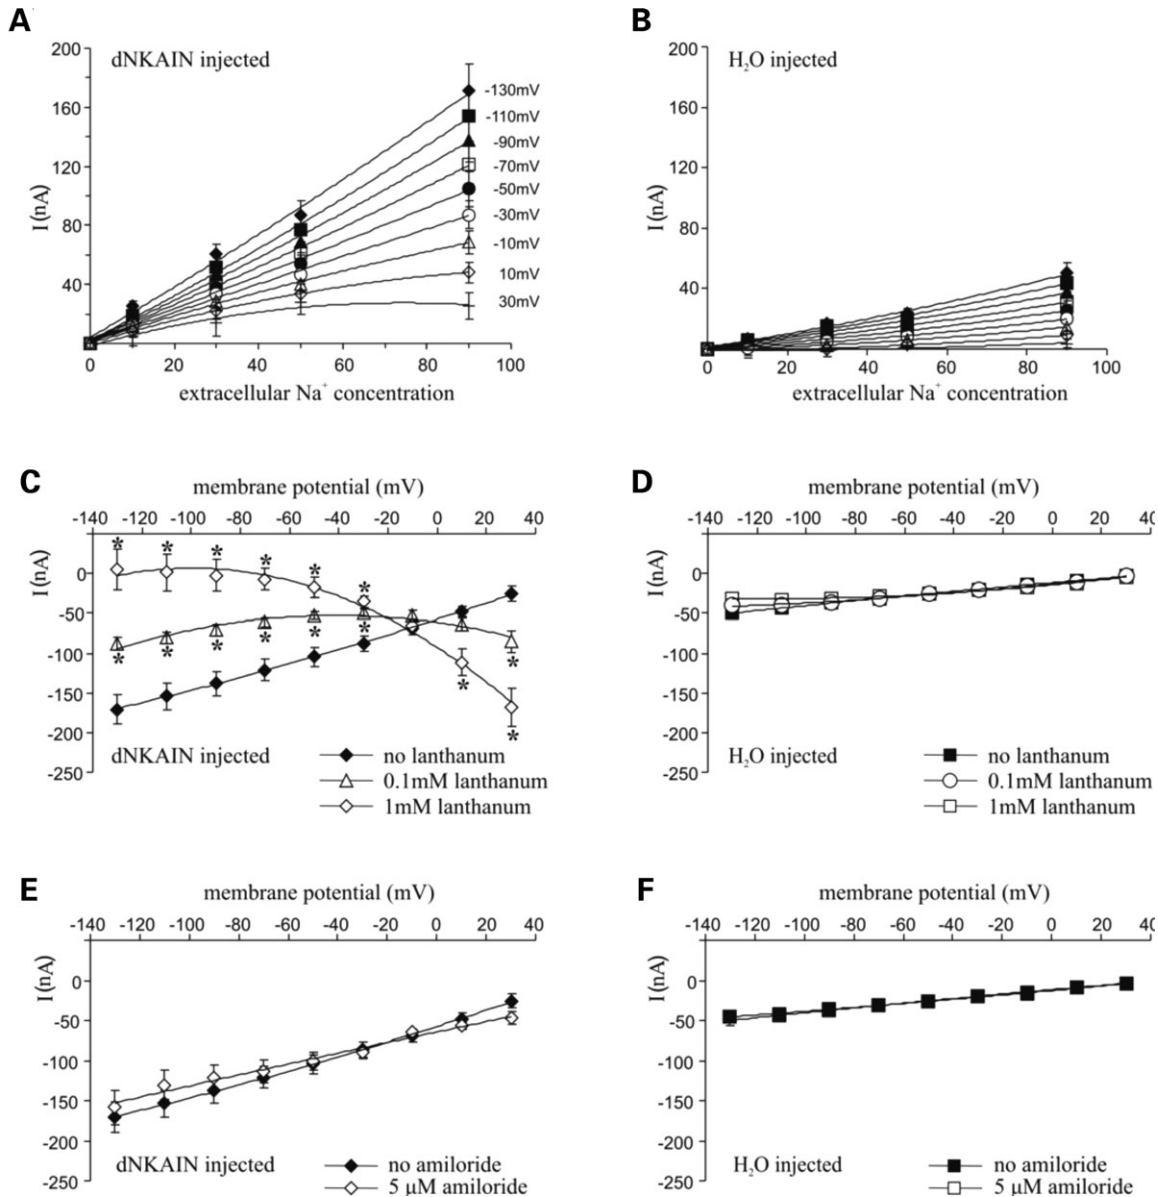 A
dNKAIN injected
I (nA)
200
160
120
80
40
0 20 40 60 80 100
extracellular Na⁺ concentration
-130mV
-110mV
-90mV
-70mV
-50mV
-30mV
-10mV
10mV
30mV
B
H₂O injected
I (nA)
200
160
120
80
40
0 20 40 60 80 100
extracellular Na⁺ concentration
C
membrane potential (mV)
-140 -120 -100 -80 -60 -40 -20 0 20 40
I (nA)
0
-50
-100
-150
-200
-250
* * * * * *
* * * * * * *
* *
dNKAIN injected
no lanthanum
0.1mM lanthanum
1mM lanthanum
D
membrane potential (mV)
-140 -120 -100 -80 -60 -40 -20 0 20 40
I (nA)
0
-50
-100
-150
-200
-250
H₂O injected
no lanthanum
0.1mM lanthanum
1mM lanthanum
E
membrane potential (mV)
-140 -120 -100 -80 -60 -40 -20 0 20 40
I (nA)
0
-50
-100
-150
-200
-250
dNKAIN injected
no amiloride
5 µM amiloride
F
membrane potential (mV)
-140 -120 -100 -80 -60 -40 -20 0 20 40
I (nA)
0
-50
-100
-150
-200
-250
H₂O injected
no amiloride
5 µM amiloride